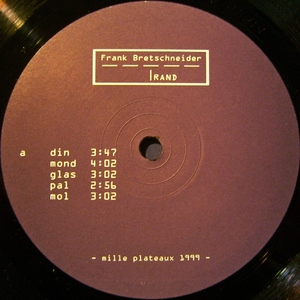 Frank Bretschneider
RAND
a din 3:47
mond 4:02
glas 3:02
pal 2:56
mol 3:02
- mille plateaux 1999 -